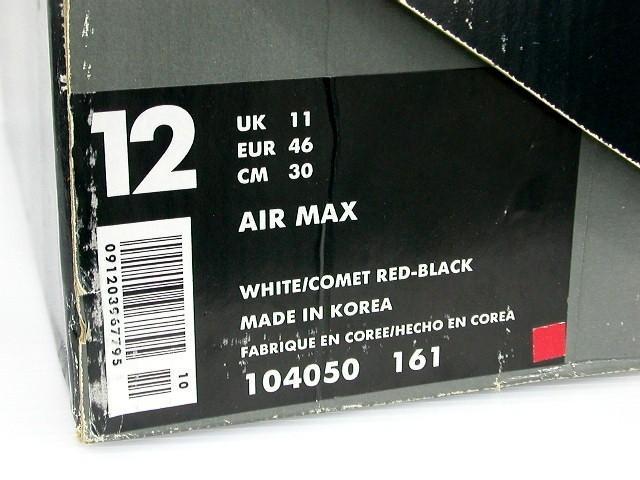 12
UK 11
EUR 46
CM 30
AIR MAX
WHITE/COMET RED-BLACK
MADE IN KOREA
FABRIQUE EN COREE/HECHO EN COREA
104050 161
10